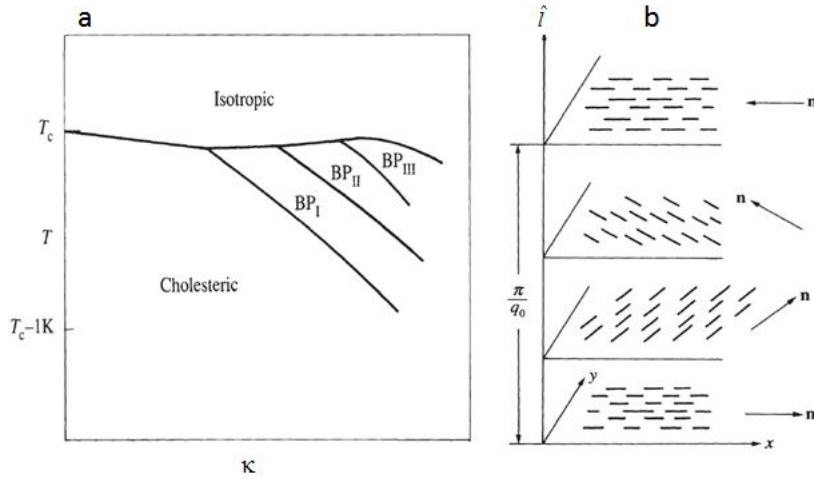 a
Isotropic
T_c
BP_III
BP_II
BP_I
T
Cholesteric
T_c–1K
κ
b
l̂
n
π/q_0
n
n
y
n
x